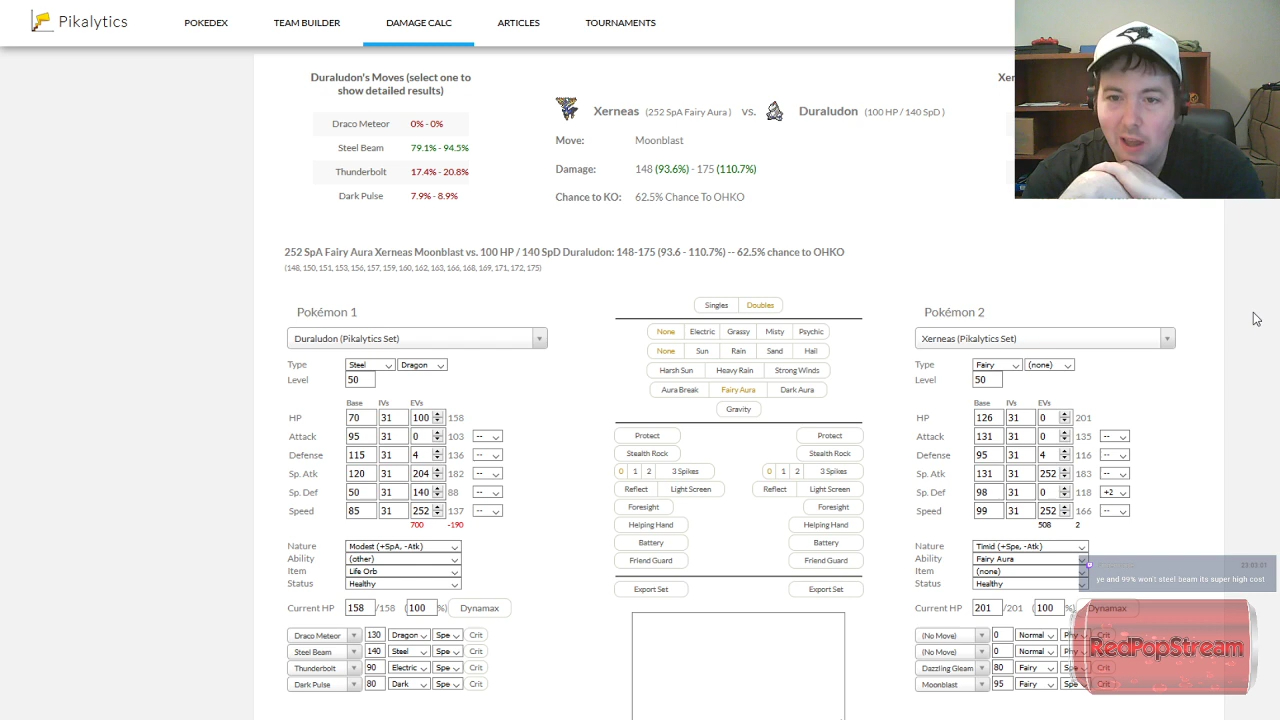 Pikalytics
POKEDEX TEAM BUILDER DAMAGE CALC ARTICLES TOURNAMENTS
Duraludon's Moves (select one to
show detailed results)
Draco Meteor 0% - 0%
Steel Beam 79.1% - 94.5%
Thunderbolt 17.4% - 20.8%
Dark Pulse 7.9% - 8.9%
Xerneas (252 SpA Fairy Aura ) VS. Duraludon (100 HP / 140 SpD )
Move: Moonblast
Damage: 148 (93.6%) - 175 (110.7%)
Chance to KO: 62.5% Chance To OHKO
252 SpA Fairy Aura Xerneas Moonblast vs. 100 HP / 140 SpD Duraludon: 148-175 (93.6 - 110.7%) -- 62.5% chance to OHKO
(148, 150, 151, 153, 156, 157, 159, 160, 162, 163, 166, 168, 169, 171, 172, 175)
Pokémon 1
Duraludon (Pikalytics Set)
Type Steel Dragon
Level 50
Base IVs EVs
HP 70 31 100 158
Attack 95 31 0 103 --
Defense 115 31 4 136 --
Sp. Atk 120 31 204 182 --
Sp. Def 50 31 140 88 --
Speed 85 31 252 137 --
700 -190
Nature Modest (+SpA, -Atk)
Ability (other)
Item Life Orb
Status Healthy
Current HP 158 /158 (100 %) Dynamax
Draco Meteor 130 Dragon Spe Crit
Steel Beam 140 Steel Spe Crit
Thunderbolt 90 Electric Spe Crit
Dark Pulse 80 Dark Spe Crit
Singles Doubles
None Electric Grassy Misty Psychic
None Sun Rain Sand Hail
Harsh Sun Heavy Rain Strong Winds
Aura Break Fairy Aura Dark Aura
Gravity
Protect Protect
Stealth Rock Stealth Rock
0 1 2 3 Spikes 0 1 2 3 Spikes
Reflect Light Screen Reflect Light Screen
Foresight Foresight
Helping Hand Helping Hand
Battery Battery
Friend Guard Friend Guard
Export Set Export Set
Pokémon 2
Xerneas (Pikalytics Set)
Type Fairy (none)
Level 50
Base IVs EVs
HP 126 31 0 201
Attack 131 31 0 135 --
Defense 95 31 4 116 --
Sp. Atk 131 31 252 183 --
Sp. Def 98 31 0 118 +2
Speed 99 31 252 166 --
508 2
Nature Timid (+Spe, -Atk)
Ability Fairy Aura
Item (none)
Status Healthy
Current HP 201 /201 (100 %) Dynamax
(No Move) 0 Normal Phy Crit
(No Move) 0 Normal Crit
Dazzling Gleam 80 Fairy Crit
Moonblast 95 Fairy Spe Crit
ye and 99% won't steel beam its super high cost
RedPopStream